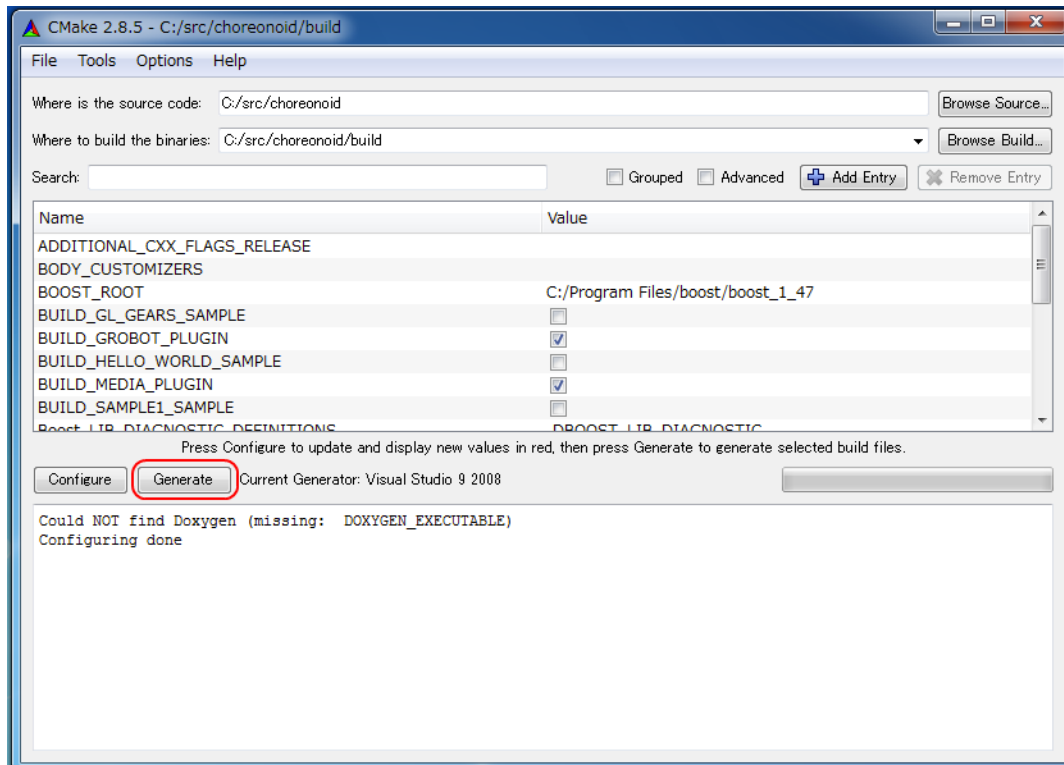 CMake 2.8.5 - C:/src/choreonoid/build
File Tools Options Help
Where is the source code: C:/src/choreonoid Browse Source...
Where to build the binaries: C:/src/choreonoid/build Browse Build...
Search: Grouped Advanced Add Entry Remove Entry
Name Value
ADDITIONAL_CXX_FLAGS_RELEASE
BODY_CUSTOMIZERS
BOOST_ROOT C:/Program Files/boost/boost_1_47
BUILD_GL_GEARS_SAMPLE
BUILD_GROBOT_PLUGIN
BUILD_HELLO_WORLD_SAMPLE
BUILD_MEDIA_PLUGIN
BUILD_SAMPLE1_SAMPLE
Boost_LIB_DIAGNOSTIC_DEFINITIONS DBOOST_LIB_DIAGNOSTIC
Press Configure to update and display new values in red, then press Generate to generate selected build files.
Configure Generate Current Generator: Visual Studio 9 2008
Could NOT find Doxygen (missing: DOXYGEN_EXECUTABLE)
Configuring done